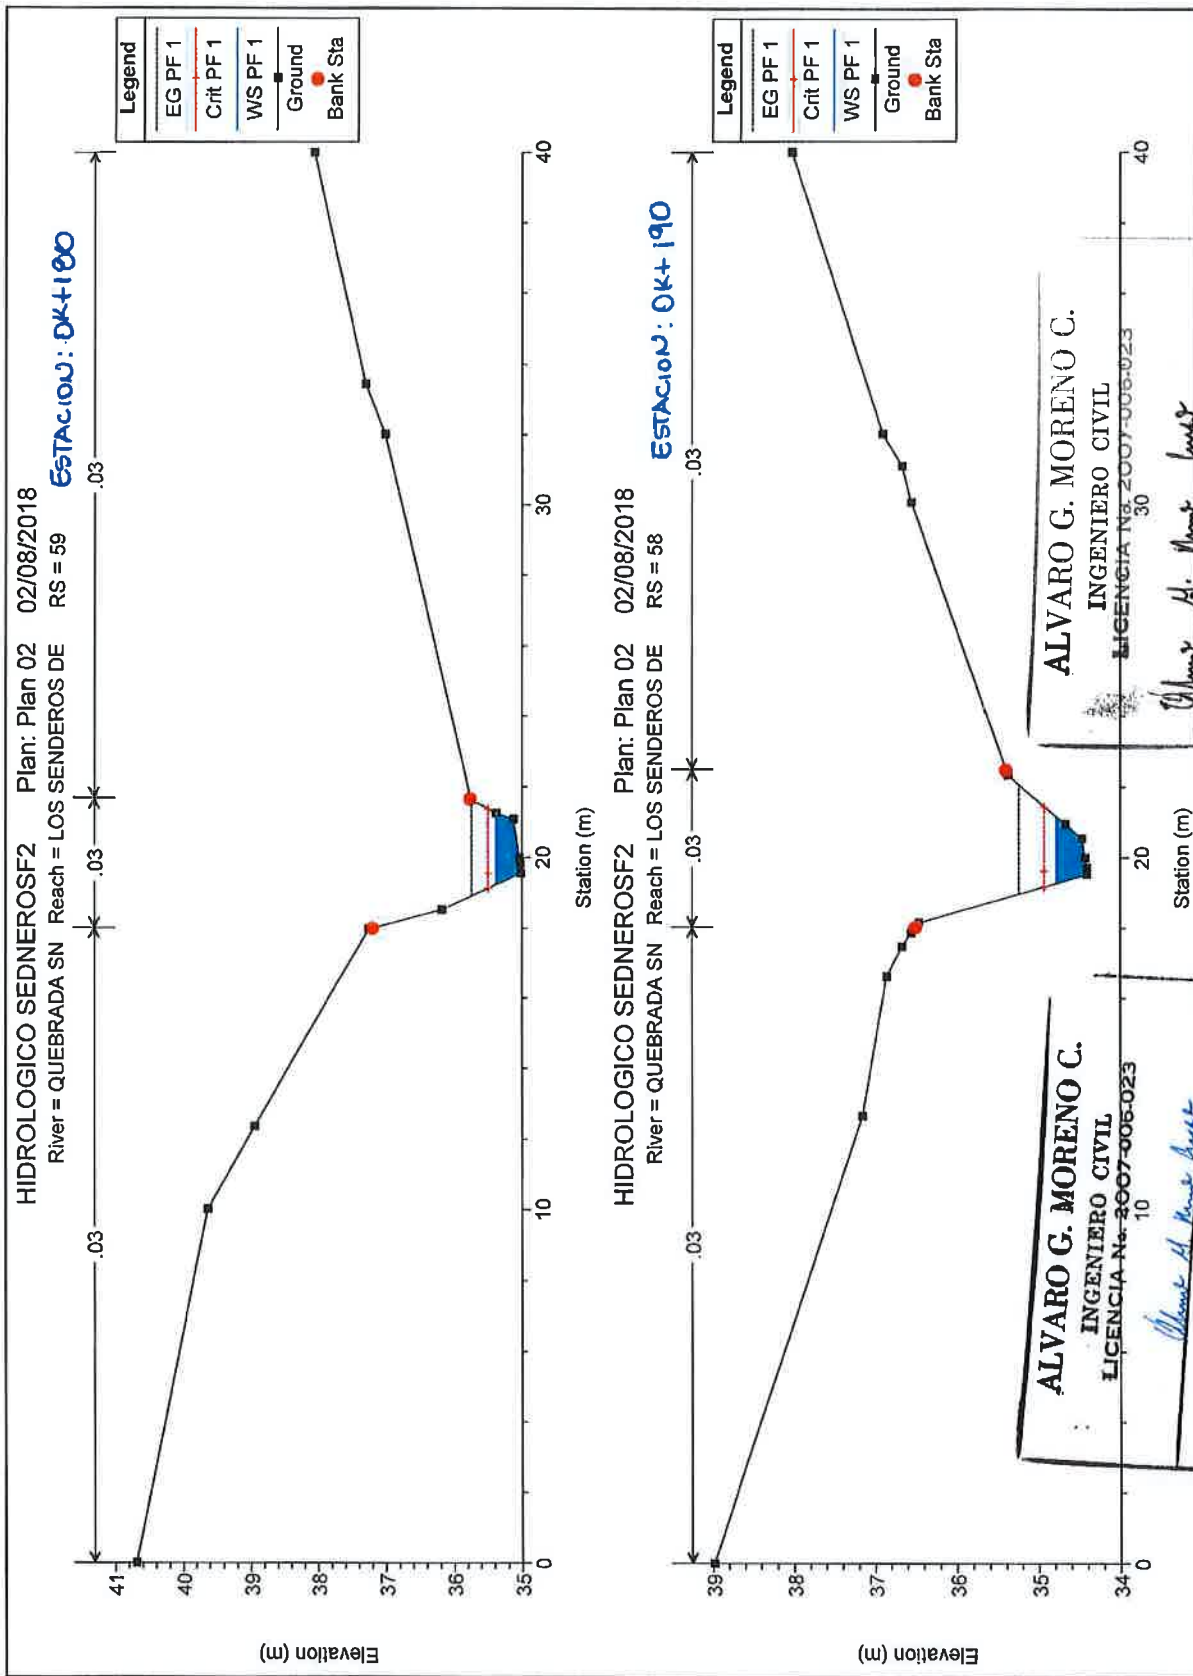 HIDROLOGICO SEDNEROSF2 Plan: Plan 02 02/08/2018
River = QUEBRADA SN Reach = LOS SENDEROS DE RS = 59
ESTACION: 0K+180
.03
.03
.03
Legend
EG PF 1
Crit PF 1
WS PF 1
Ground
Bank Sta
Elevation (m)
41
40
39
38
37
36
35
0
10
20
30
40
Station (m)
HIDROLOGICO SEDNEROSF2 Plan: Plan 02 02/08/2018
River = QUEBRADA SN Reach = LOS SENDEROS DE RS = 58
ESTACION: 0K+190
.03
.03
.03
Legend
EG PF 1
Crit PF 1
WS PF 1
Ground
Bank Sta
Elevation (m)
39
38
37
36
35
34
0
10
20
30
40
Station (m)
ALVARO G. MORENO C.
INGENIERO CIVIL
LICENCIA No. 2007-006-023
ALVARO G. MORENO C.
INGENIERO CIVIL
LICENCIA No. 2007-006-023